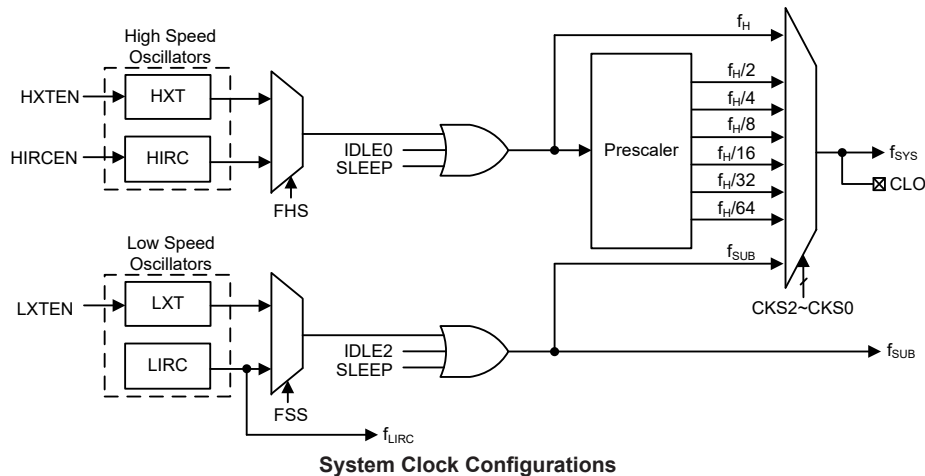 High Speed
Oscillators
HXTEN
HXT
HIRCEN
HIRC
FHS
IDLE0
SLEEP
Prescaler
fH
fH/2
fH/4
fH/8
fH/16
fH/32
fH/64
fSUB
CKS2~CKS0
fSYS
CLO
Low Speed
Oscillators
LXTEN
LXT
LIRC
FSS
IDLE2
SLEEP
fSUB
fLIRC
System Clock Configurations